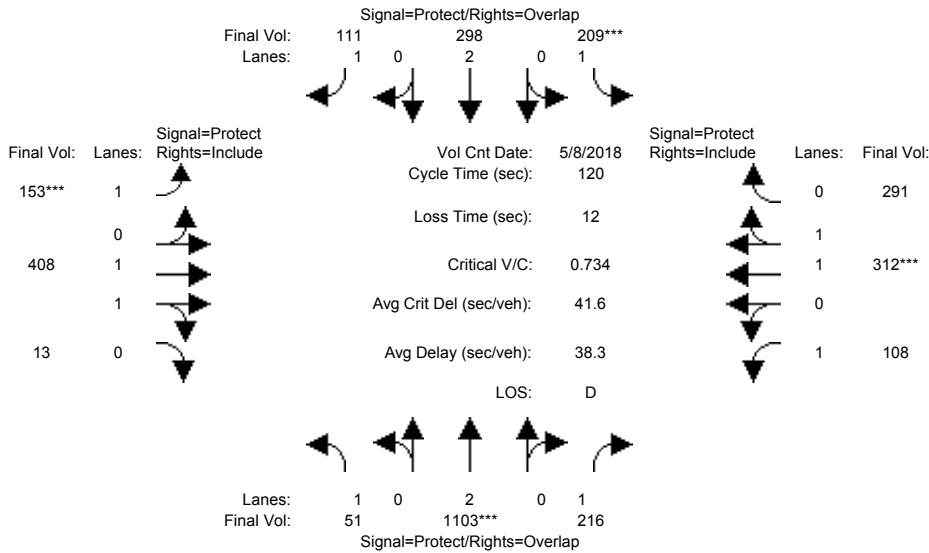 Signal=Protect/Rights=Overlap
Final Vol: 111 298 209***
Lanes: 1 0 2 0 1
Signal=Protect Signal=Protect
Final Vol: Lanes: Rights=Include Vol Cnt Date: 5/8/2018 Rights=Include Lanes: Final Vol:
Cycle Time (sec): 120
153*** 1 0 291
Loss Time (sec): 12
0 1
408 1 Critical V/C: 0.734 1 312***
1 Avg Crit Del (sec/veh): 41.6 0
13 0 Avg Delay (sec/veh): 38.3 1 108
LOS: D
Lanes: 1 0 2 0 1
Final Vol: 51 1103*** 216
Signal=Protect/Rights=Overlap